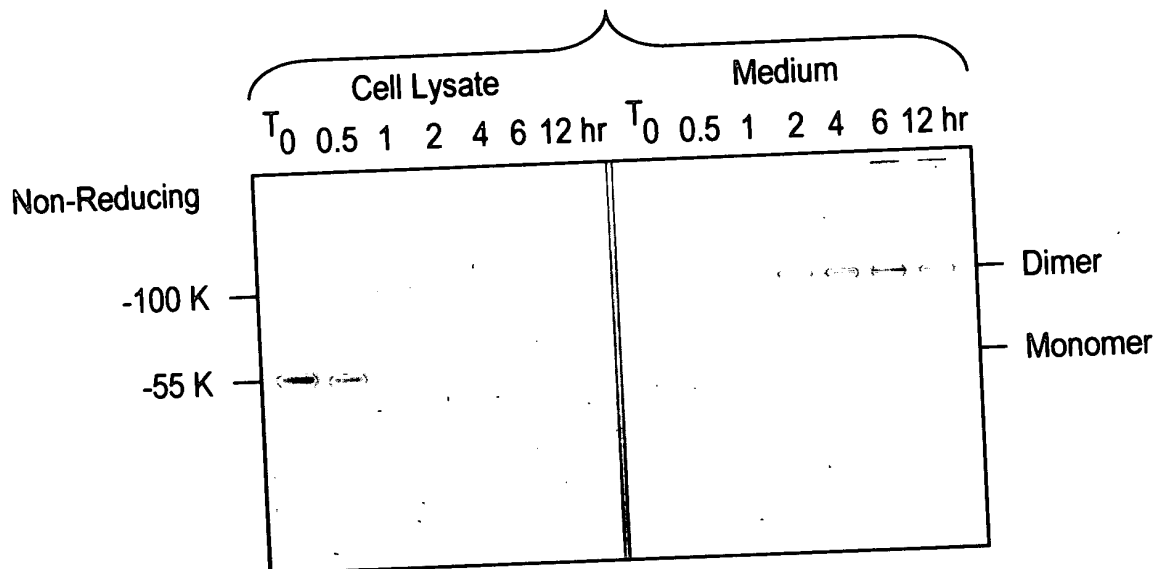 Cell Lysate Medium
T0 0.5 1 2 4 6 12 hr T0 0.5 1 2 4 6 12 hr
Non-Reducing
-100 K
-55 K
Dimer
Monomer